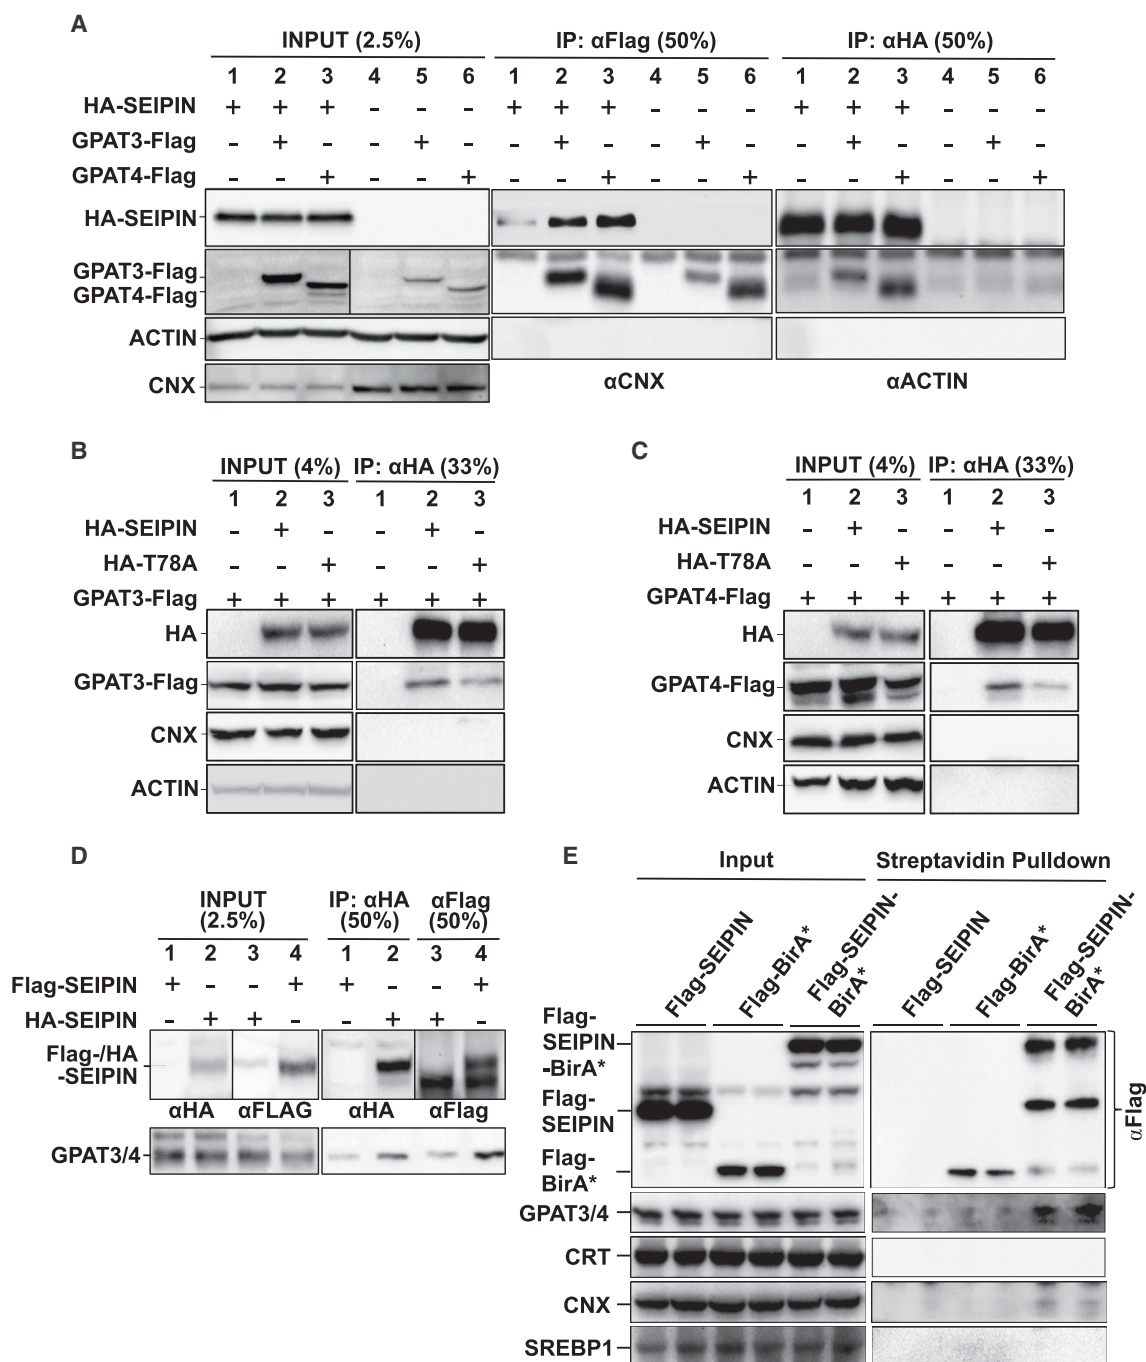 A
INPUT (2.5%) IP: αFlag (50%) IP: αHA (50%)
1 2 3 4 5 6 1 2 3 4 5 6 1 2 3 4 5 6
HA-SEIPIN + + + - - - + + + - - - + + + - - -
GPAT3-Flag - + - - + - - + - - + - - + - - + -
GPAT4-Flag - - + - - + - - + - - + - - + - - +
HA-SEIPIN
GPAT3-Flag
GPAT4-Flag
ACTIN
CNX
αCNX αACTIN
B
INPUT (4%) IP: αHA (33%)
1 2 3 1 2 3
HA-SEIPIN - + - - + -
HA-T78A - - + - - +
GPAT3-Flag + + + + + +
HA
GPAT3-Flag
CNX
ACTIN
C
INPUT (4%) IP: αHA (33%)
1 2 3 1 2 3
HA-SEIPIN - + - - + -
HA-T78A - - + - - +
GPAT4-Flag + + + + + +
HA
GPAT4-Flag
CNX
ACTIN
D
INPUT (2.5%) IP: αHA (50%) αFlag (50%)
1 2 3 4 1 2 3 4
Flag-SEIPIN + - - + + - - +
HA-SEIPIN - + + - - + + -
Flag-/HA
-SEIPIN
αHA αFLAG αHA αFlag
GPAT3/4
E
Input Streptavidin Pulldown
Flag-SEIPIN Flag-BirA* Flag-SEIPIN-BirA* Flag-SEIPIN Flag-BirA* Flag-SEIPIN-BirA*
Flag-
SEIPIN
-BirA*
Flag-
SEIPIN
Flag-
BirA*
αFlag
GPAT3/4
CRT
CNX
SREBP1